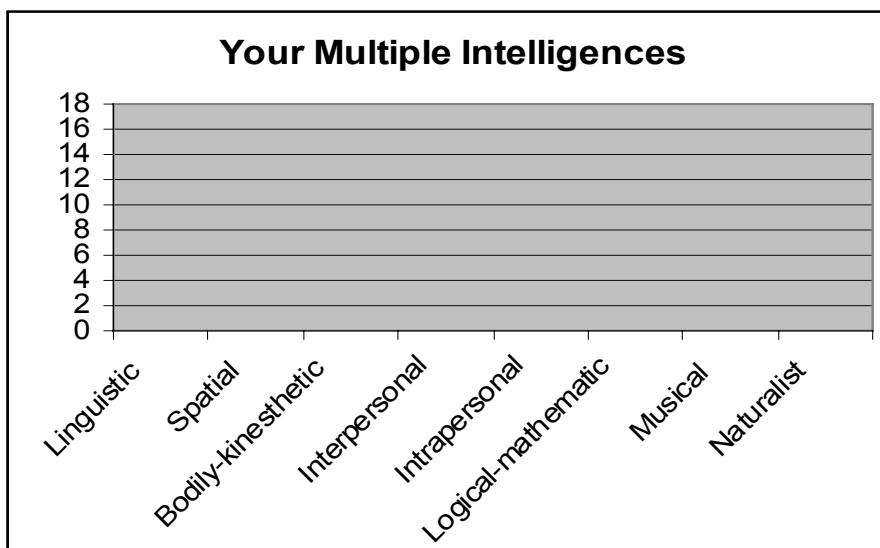 Your Multiple Intelligences
18
16
14
12
10
8
6
4
2
0
Linguistic
Spatial
Bodily-kinesthetic
Interpersonal
Intrapersonal
Logical-mathematic
Musical
Naturalist